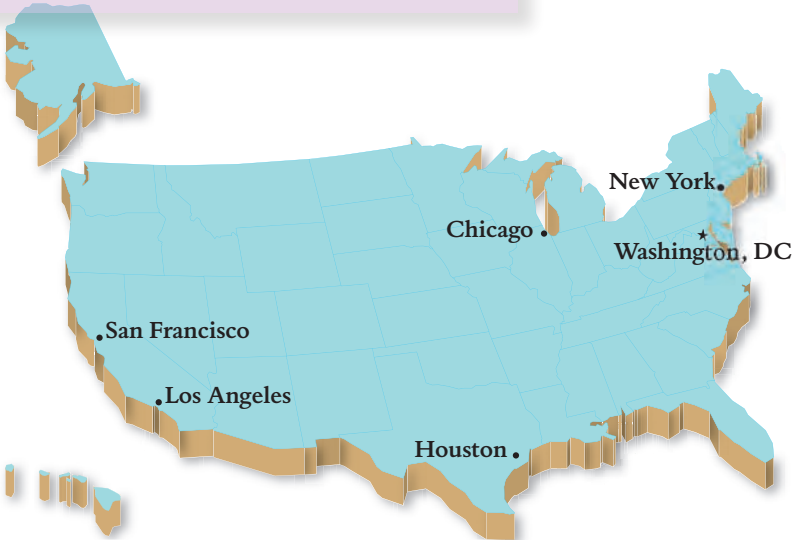 New York
Chicago
Washington, DC
San Francisco
Los Angeles
Houston